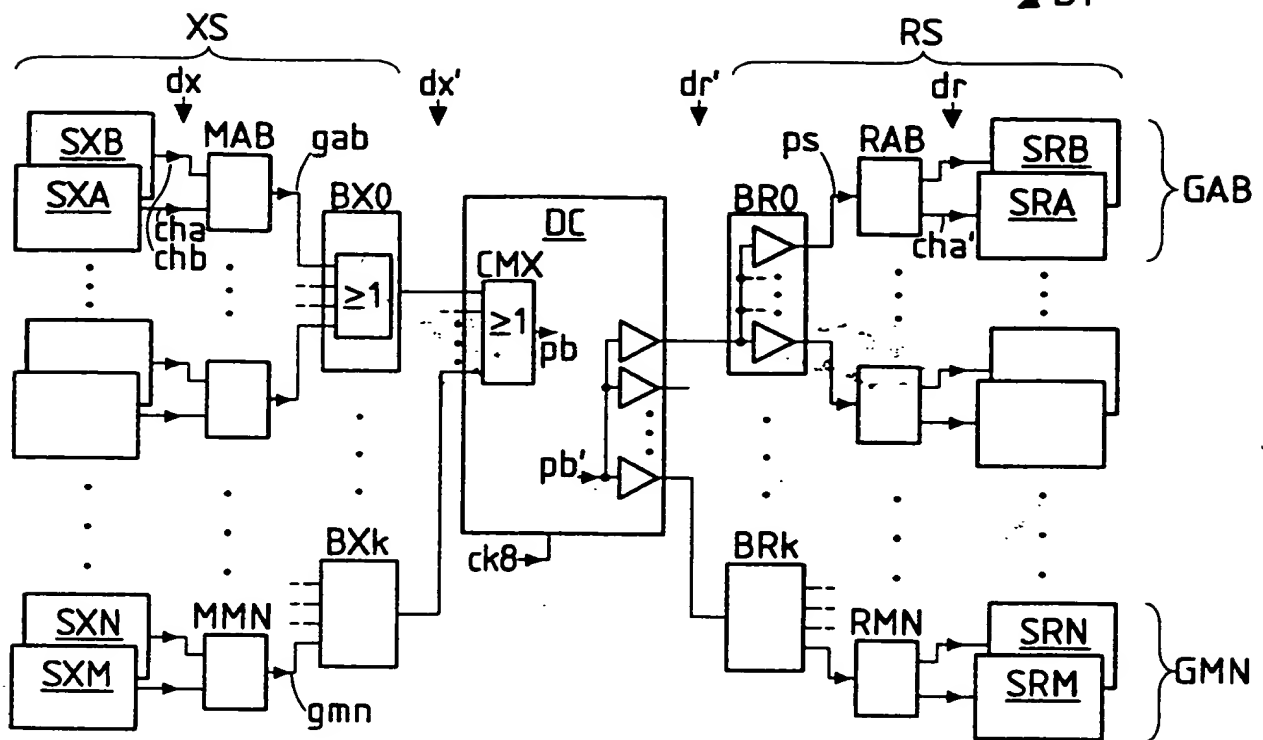 XS
RS
dx
dx'
dr'
dr
SXB
MAB
gab
ps
RAB
SRB
SXA
BX0
DC
BR0
SRA
GAB
cha
chb
cha'
CMX
≥1
≥1
pb
pb'
BXk
BRk
ck8
SXN
MMN
RMN
SRN
SXM
SRM
GMN
gmn